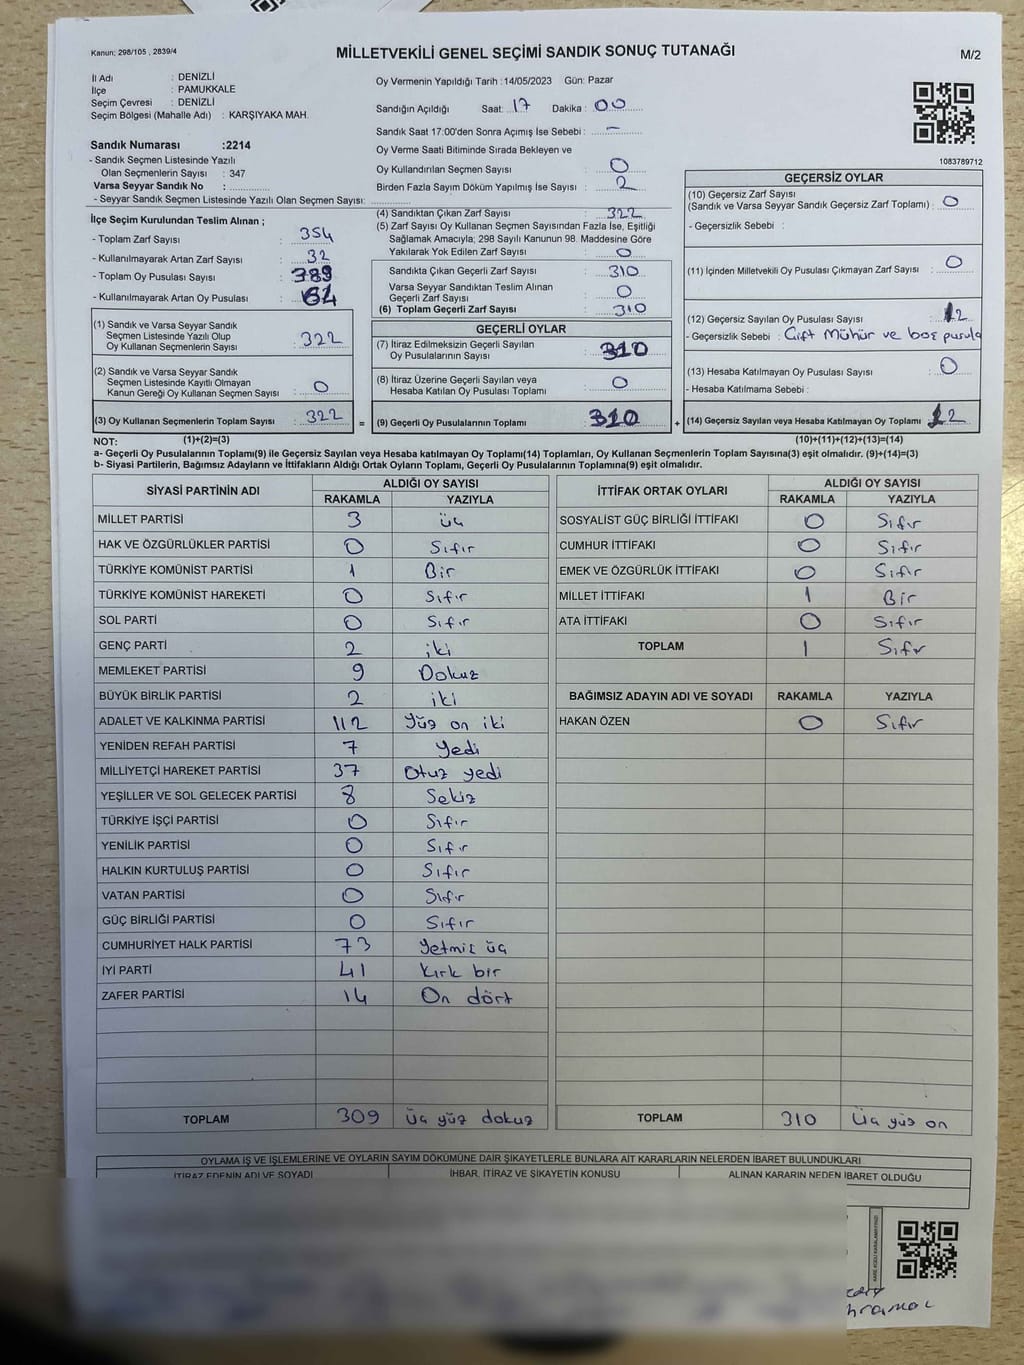 Kanun; 298/105 , 2839/4
MİLLETVEKİLİ GENEL SEÇİMİ SANDIK SONUÇ TUTANAĞI
M/2
İl Adı : DENİZLİ
İlçe : PAMUKKALE
Seçim Çevresi : DENİZLİ
Seçim Bölgesi (Mahalle Adı) : KARŞIYAKA MAH.
Sandık Numarası :2214
- Sandık Seçmen Listesinde Yazılı
Olan Seçmenlerin Sayısı : 347
Varsa Seyyar Sandık No : ..............
- Seyyar Sandık Seçmen Listesinde Yazılı Olan Seçmen Sayısı: ..............
Oy Vermenin Yapıldığı Tarih : 14/05/2023 Gün: Pazar
Sandığın Açıldığı Saat: 17 Dakika : 00
Sandık Saat 17:00'den Sonra Açımış İse Sebebi : –
Oy Verme Saati Bitiminde Sırada Bekleyen ve
Oy Kullandırılan Seçmen Sayısı : 0
Birden Fazla Sayım Döküm Yapılmış İse Sayısı : 2
1083789712
İlçe Seçim Kurulundan Teslim Alınan ;
- Toplam Zarf Sayısı : 354
- Kullanılmayarak Artan Zarf Sayısı : 32
- Toplam Oy Pusulası Sayısı : 389
- Kullanılmayarak Artan Oy Pusulası :
(1) Sandık ve Varsa Seyyar Sandık
Seçmen Listesinde Yazılı Olup
Oy Kullanan Seçmenlerin Sayısı : 322
(2) Sandık ve Varsa Seyyar Sandık
Seçmen Listesinde Kayıtlı Olmayan
Kanun Gereği Oy Kullanan Seçmen Sayısı : 0
(3) Oy Kullanan Seçmenlerin Toplam Sayısı : 322
=
(4) Sandıktan Çıkan Zarf Sayısı : 322
(5) Zarf Sayısı Oy Kullanan Seçmen Sayısından Fazla İse, Eşitliği
Sağlamak Amacıyla; 298 Sayılı Kanunun 98. Maddesine Göre
Yakılarak Yok Edilen Zarf Sayısı : 0
Sandıkta Çıkan Geçerli Zarf Sayısı : 310
Varsa Seyyar Sandıktan Teslim Alınan
Geçerli Zarf Sayısı : 0
(6) Toplam Geçerli Zarf Sayısı : 310
GEÇERLİ OYLAR
(7) İtiraz Edilmeksizin Geçerli Sayılan
Oy Pusulalarının Sayısı : 310
(8) İtiraz Üzerine Geçerli Sayılan veya
Hesaba Katılan Oy Pusulası Toplamı : 0
(9) Geçerli Oy Pusulalarının Toplamı : 310
+
GEÇERSİZ OYLAR
(10) Geçersiz Zarf Sayısı
(Sandık ve Varsa Seyyar Sandık Geçersiz Zarf Toplamı) : 0
- Geçersizlik Sebebi :
(11) İçinden Milletvekili Oy Pusulası Çıkmayan Zarf Sayısı : 0
(12) Geçersiz Sayılan Oy Pusulası Sayısı : 12
- Geçersizlik Sebebi : Çift Mühür ve boş pusula
(13) Hesaba Katılmayan Oy Pusulası Sayısı : 0
- Hesaba Katılmama Sebebi :
(14) Geçersiz Sayılan veya Hesaba Katılmayan Oy Toplamı : 12
NOT: (1)+(2)=(3) (10)+(11)+(12)+(13)=(14)
a- Geçerli Oy Pusulalarının Toplamı(9) ile Geçersiz Sayılan veya Hesaba katılmayan Oy Toplamı(14) Toplamları, Oy Kullanan Seçmenlerin Toplam Sayısına(3) eşit olmalıdır. (9)+(14)=(3)
b- Siyasi Partilerin, Bağımsız Adayların ve İttifakların Aldığı Ortak Oyların Toplamı, Geçerli Oy Pusulalarının Toplamına(9) eşit olmalıdır.
SİYASİ PARTİNİN ADI ALDIĞI OY SAYISI
RAKAMLA YAZIYLA
MİLLET PARTİSİ 3 üç
HAK VE ÖZGÜRLÜKLER PARTİSİ 0 Sıfır
TÜRKİYE KOMÜNİST PARTİSİ 1 Bir
TÜRKİYE KOMÜNİST HAREKETİ 0 Sıfır
SOL PARTİ 0 Sıfır
GENÇ PARTİ 2 iki
MEMLEKET PARTİSİ 9 Dokuz
BÜYÜK BİRLİK PARTİSİ 2 iki
ADALET VE KALKINMA PARTİSİ 112 Yüz on iki
YENİDEN REFAH PARTİSİ 7 Yedi
MİLLİYETÇİ HAREKET PARTİSİ 37 Otuz yedi
YEŞİLLER VE SOL GELECEK PARTİSİ 8 Sekiz
TÜRKİYE İŞÇİ PARTİSİ 0 Sıfır
YENİLİK PARTİSİ 0 Sıfır
HALKIN KURTULUŞ PARTİSİ 0 Sıfır
VATAN PARTİSİ 0 Sıfır
GÜÇ BİRLİĞİ PARTİSİ 0 Sıfır
CUMHURİYET HALK PARTİSİ 73 Yetmiş üç
İYİ PARTİ 41 Kırk bir
ZAFER PARTİSİ 14 On dört
TOPLAM 309 Üç yüz dokuz
İTTİFAK ORTAK OYLARI ALDIĞI OY SAYISI
RAKAMLA YAZIYLA
SOSYALİST GÜÇ BİRLİĞİ İTTİFAKI 0 Sıfır
CUMHUR İTTİFAKI 0 Sıfır
EMEK VE ÖZGÜRLÜK İTTİFAKI 0 Sıfır
MİLLET İTTİFAKI 1 Bir
ATA İTTİFAKI 0 Sıfır
TOPLAM 1 Sıfır
BAĞIMSIZ ADAYIN ADI VE SOYADI RAKAMLA YAZIYLA
HAKAN ÖZEN 0 Sıfır
TOPLAM 310 Üç yüz on
OYLAMA İŞ VE İŞLEMLERİNE VE OYLARIN SAYIM DÖKÜMÜNE DAİR ŞİKAYETLERLE BUNLARA AİT KARARLARIN NELERDEN İBARET BULUNDUKLARI
İTİRAZ EDENİN ADI VE SOYADI İHBAR, İTİRAZ VE ŞİKAYETİN KONUSU ALINAN KARARIN NEDEN İBARET OLDUĞU